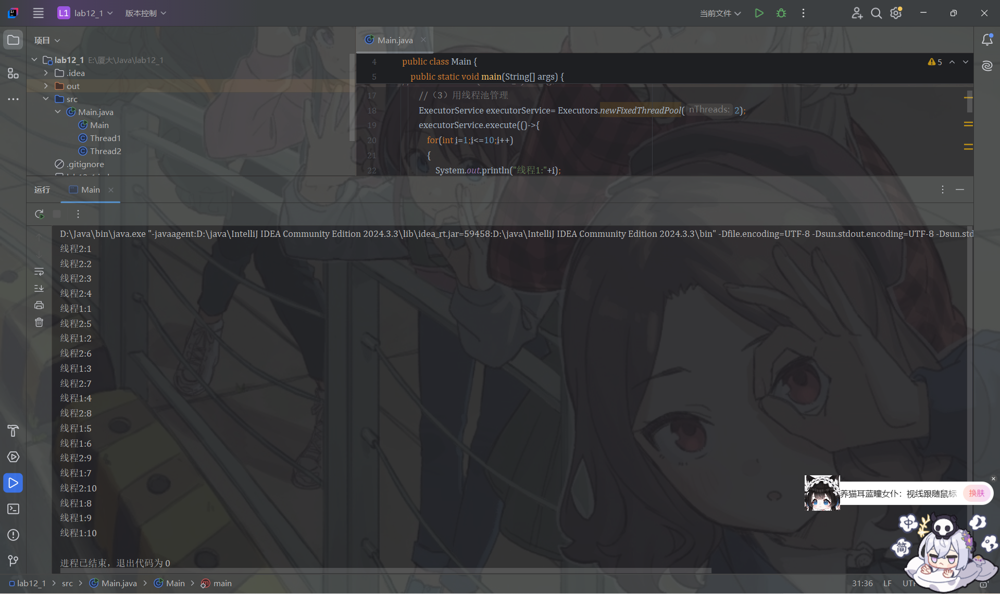 L1 lab12_1 版本控制 当前文件
项目
Main.java
lab12_1 E:\厦大\Java\lab12_1
.idea
out
src
Main.java
Main
Thread1
Thread2
.gitignore
4 public class Main {
5 public static void main(String[] args) {
5
17 //（3）用线程池管理
18 ExecutorService executorService= Executors.newFixedThreadPool( nThreads: 2);
19 executorService.execute(()->{
20 for(int i=1;i<=10;i++)
21 {
22 System.out.println("线程1:"+i);
运行 Main
D:\Java\bin\java.exe "-javaagent:D:\java\IntelliJ IDEA Community Edition 2024.3.3\lib\idea_rt.jar=59458:D:\java\IntelliJ IDEA Community Edition 2024.3.3\bin" -Dfile.encoding=UTF-8 -Dsun.stdout.encoding=UTF-8 -Dsun.std
线程2:1
线程2:2
线程2:3
线程2:4
线程1:1
线程2:5
线程1:2
线程2:6
线程1:3
线程2:7
线程1:4
线程2:8
线程1:5
线程1:6
线程2:9
线程1:7
线程2:10
线程1:8
线程1:9
线程1:10
进程已结束，退出代码为 0
养猫耳蓝瞳女仆：视线跟随鼠标 换肤
中
简
lab12_1 > src > Main.java > Main > main
31:36 LF UTF